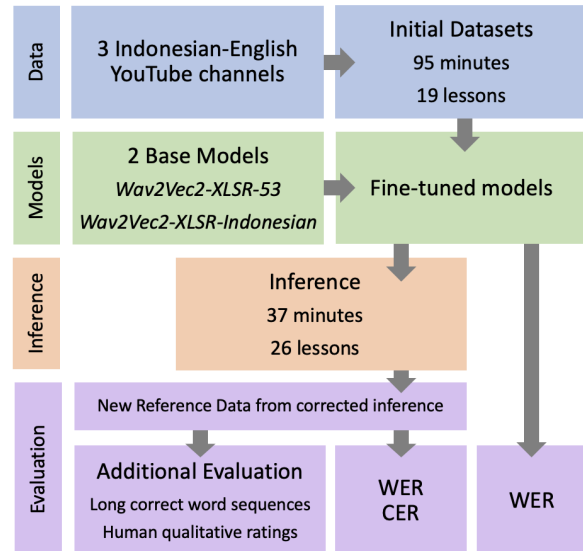 Data
3 Indonesian-English
YouTube channels
Initial Datasets
95 minutes
19 lessons
Models
2 Base Models
Wav2Vec2-XLSR-53
Wav2Vec2-XLSR-Indonesian
Fine-tuned models
Inference
Inference
37 minutes
26 lessons
Evaluation
New Reference Data from corrected inference
Additional Evaluation
Long correct word sequences
Human qualitative ratings
WER
CER
WER